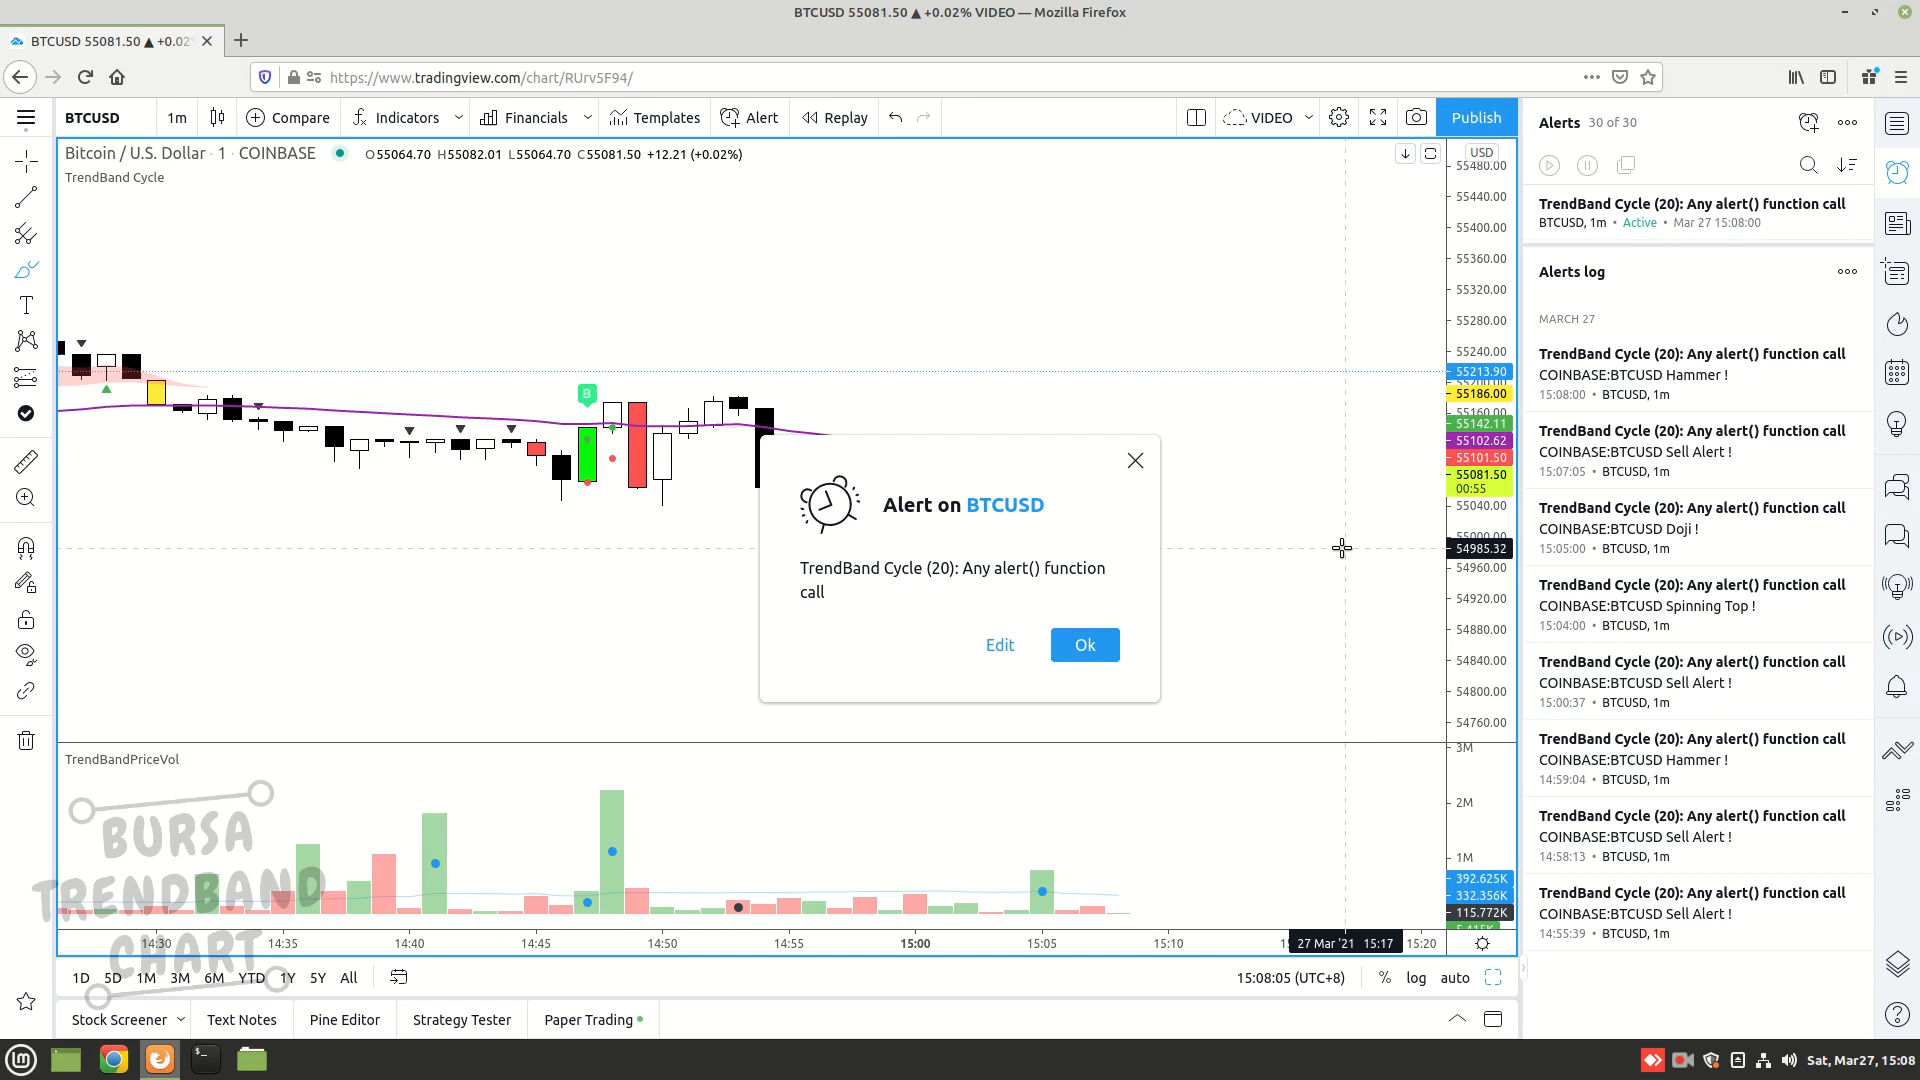 BTCUSD 55081.50 ▲ +0.02% VIDEO — Mozilla Firefox
BTCUSD 55081.50 ▲ +0.02
https://www.tradingview.com/chart/RUrv5F94/
BTCUSD 1m Compare Indicators Financials Templates Alert Replay VIDEO Publish
Bitcoin / U.S. Dollar · 1 · COINBASE O55064.70 H55082.01 L55064.70 C55081.50 +12.21 (+0.02%)
TrendBand Cycle
USD
55480.00
55440.00
55400.00
55360.00
55320.00
55280.00
55240.00
55213.90
55200.00
55186.00
55160.00
55142.11
55102.62
55101.50
55081.50
00:55
55040.00
55000.00
54985.32
54960.00
54920.00
54880.00
54840.00
54800.00
54760.00
B
Alert on BTCUSD
TrendBand Cycle (20): Any alert() function
call
Edit Ok
TrendBandPriceVol
3M
2M
1M
392.625K
332.356K
115.772K
5.415K
BURSA
TRENDBAND
CHART
14:30 14:35 14:40 14:45 14:50 14:55 15:00 15:05 15:10 27 Mar '21 15:17 15:20
1D 5D 1M 3M 6M YTD 1Y 5Y All 15:08:05 (UTC+8) % log auto
Stock Screener Text Notes Pine Editor Strategy Tester Paper Trading
Alerts 30 of 30
TrendBand Cycle (20): Any alert() function call
BTCUSD, 1m • Active • Mar 27 15:08:00
Alerts log
MARCH 27
TrendBand Cycle (20): Any alert() function call
COINBASE:BTCUSD Hammer !
15:08:00 • BTCUSD, 1m
TrendBand Cycle (20): Any alert() function call
COINBASE:BTCUSD Sell Alert !
15:07:05 • BTCUSD, 1m
TrendBand Cycle (20): Any alert() function call
COINBASE:BTCUSD Doji !
15:05:00 • BTCUSD, 1m
TrendBand Cycle (20): Any alert() function call
COINBASE:BTCUSD Spinning Top !
15:04:00 • BTCUSD, 1m
TrendBand Cycle (20): Any alert() function call
COINBASE:BTCUSD Sell Alert !
15:00:37 • BTCUSD, 1m
TrendBand Cycle (20): Any alert() function call
COINBASE:BTCUSD Hammer !
14:59:04 • BTCUSD, 1m
TrendBand Cycle (20): Any alert() function call
COINBASE:BTCUSD Sell Alert !
14:58:13 • BTCUSD, 1m
TrendBand Cycle (20): Any alert() function call
COINBASE:BTCUSD Sell Alert !
14:55:39 • BTCUSD, 1m
Sat, Mar27, 15:08